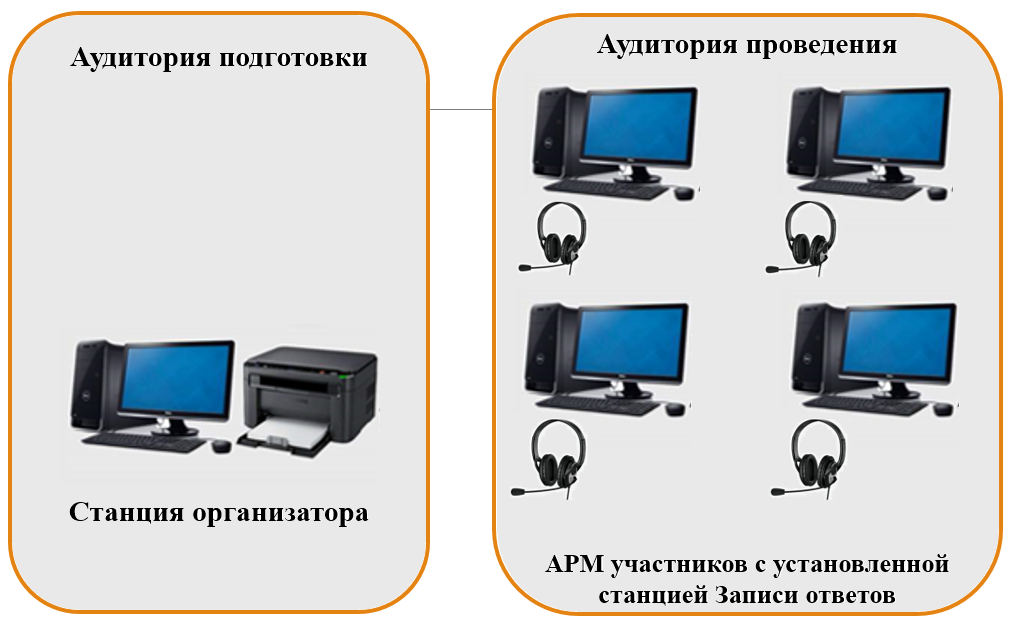 Аудитория подготовки
Станция организатора
Аудитория проведения
АРМ участников с установленной
станцией Записи ответов